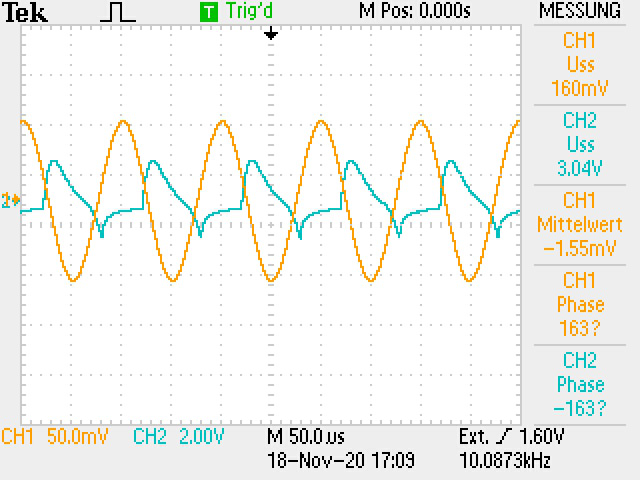 Tek T Trig'd M Pos: 0.000s MESSUNG
CH1
Uss
160mV
CH2
Uss
3.04V
CH1
Mittelwert
-1.55mV
CH1
Phase
163?
CH2
Phase
-163?
CH1 50.0mV CH2 2.00V M 50.0us Ext. 1.60V
18-Nov-20 17:09 10.0873kHz